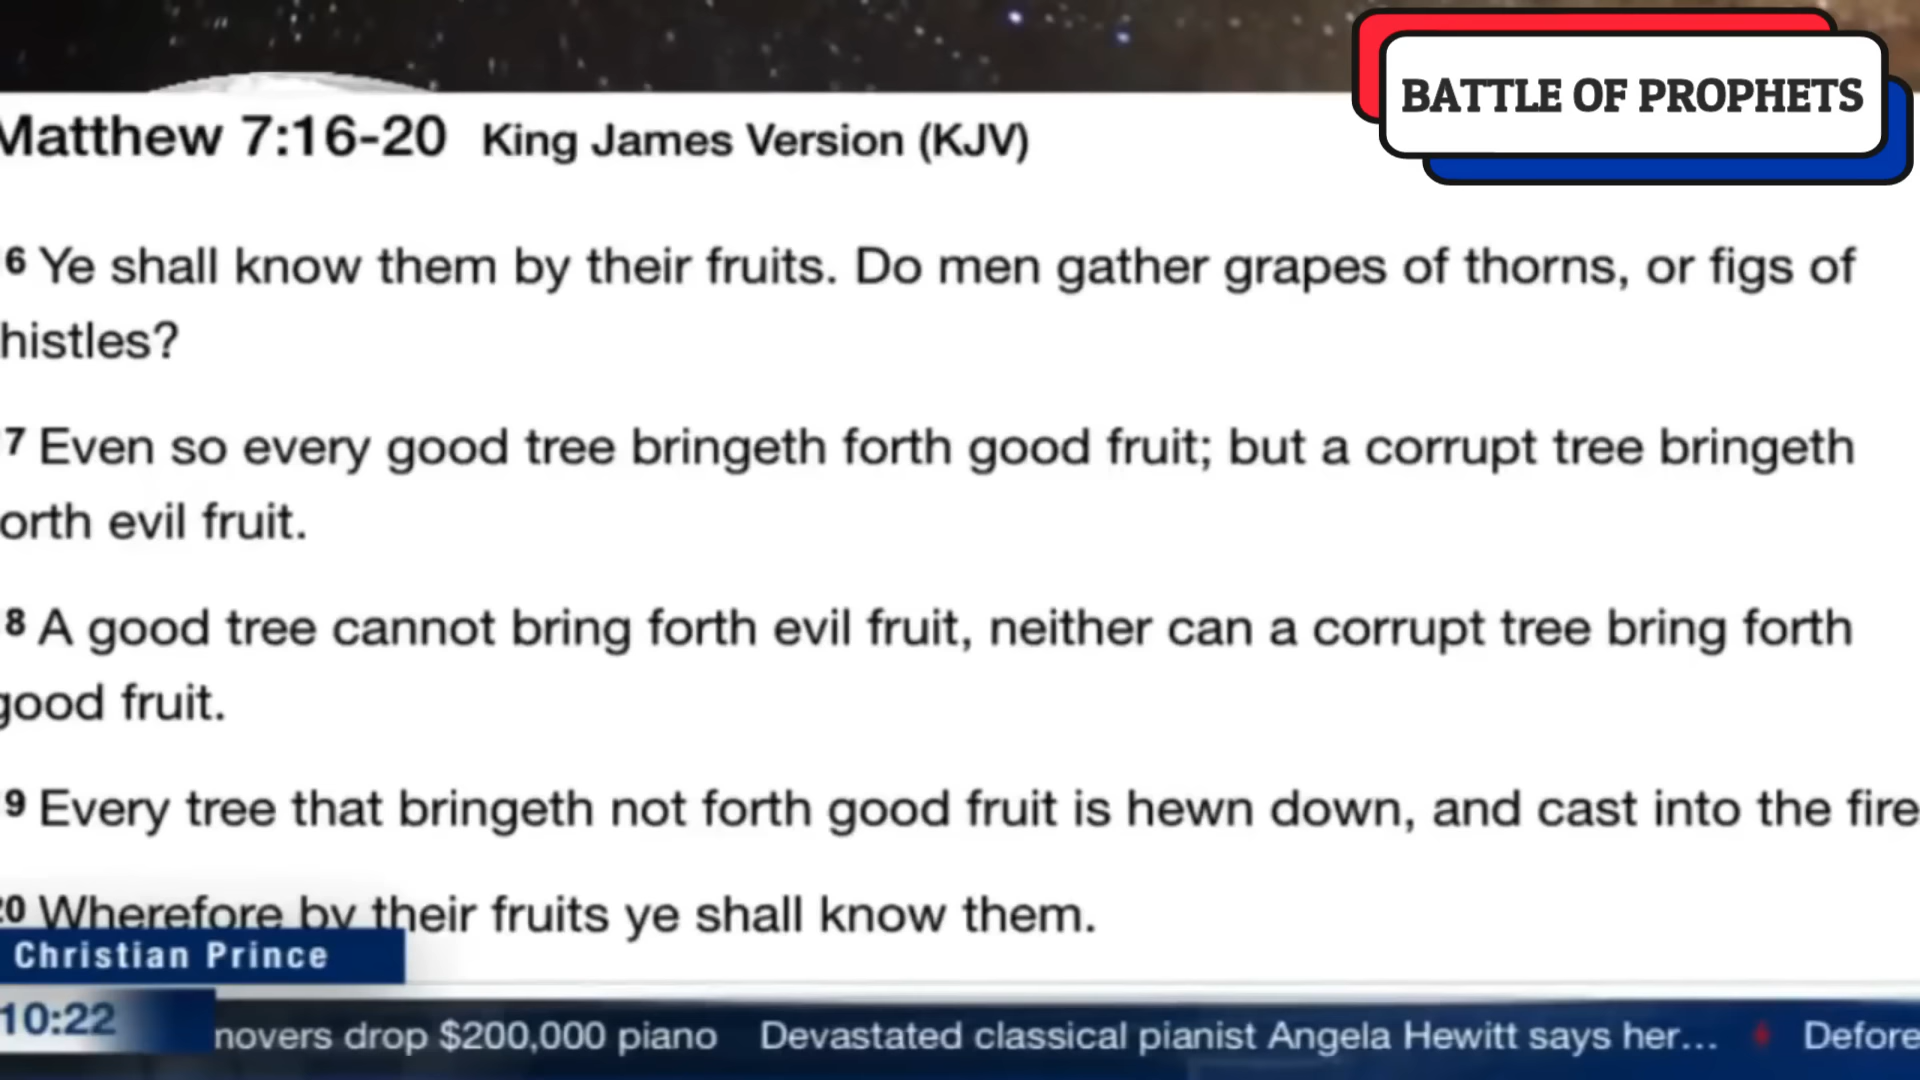 BATTLE OF PROPHETS
Matthew 7:16-20 King James Version (KJV)
6 Ye shall know them by their fruits. Do men gather grapes of thorns, or figs of
histles?
7 Even so every good tree bringeth forth good fruit; but a corrupt tree bringeth
orth evil fruit.
8 A good tree cannot bring forth evil fruit, neither can a corrupt tree bring forth
good fruit.
9 Every tree that bringeth not forth good fruit is hewn down, and cast into the fire
20 Wherefore by their fruits ye shall know them.
Christian Prince
10:22 movers drop $200,000 piano Devastated classical pianist Angela Hewitt says her... Defore